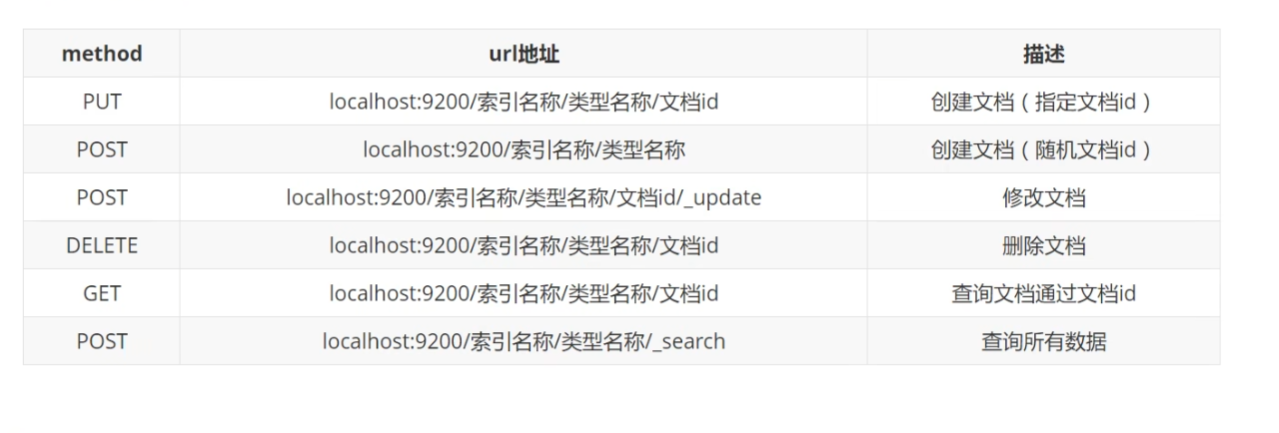 method url地址 描述
PUT localhost:9200/索引名称/类型名称/文档id 创建文档（指定文档id）
POST localhost:9200/索引名称/类型名称 创建文档（随机文档id）
POST localhost:9200/索引名称/类型名称/文档id/_update 修改文档
DELETE localhost:9200/索引名称/类型名称/文档id 删除文档
GET localhost:9200/索引名称/类型名称/文档id 查询文档通过文档id
POST localhost:9200/索引名称/类型名称/_search 查询所有数据